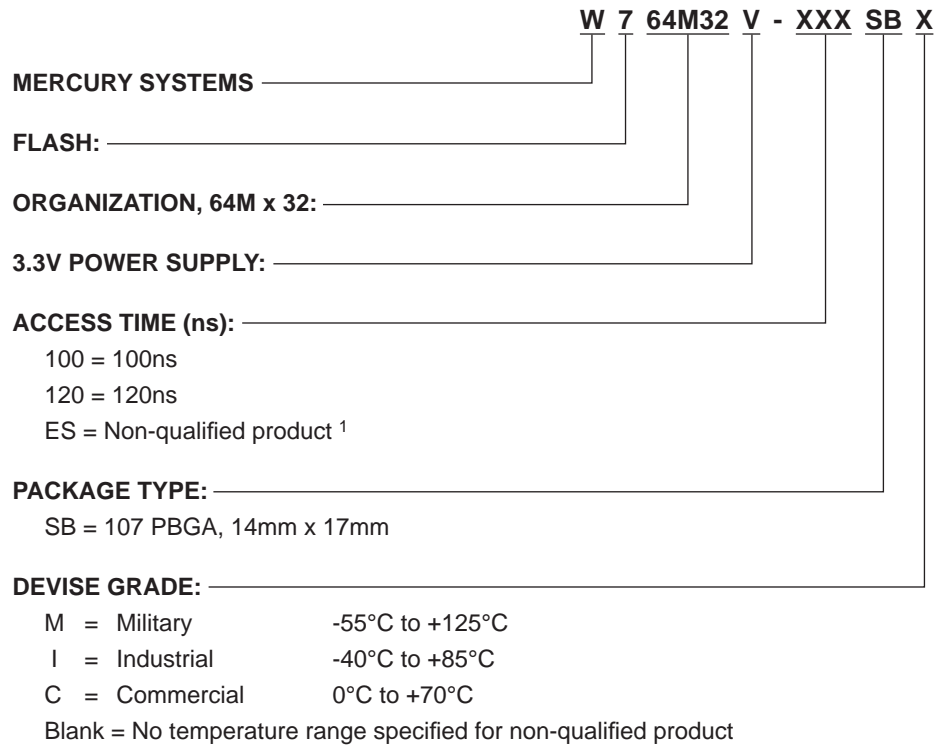 W 7 64M32 V - XXX SB X
MERCURY SYSTEMS
FLASH:
ORGANIZATION, 64M x 32:
3.3V POWER SUPPLY:
ACCESS TIME (ns):
100 = 100ns
120 = 120ns
ES = Non-qualified product 1
PACKAGE TYPE:
SB = 107 PBGA, 14mm x 17mm
DEVISE GRADE:
M = Military -55°C to +125°C
I = Industrial -40°C to +85°C
C = Commercial 0°C to +70°C
Blank = No temperature range specified for non-qualified product